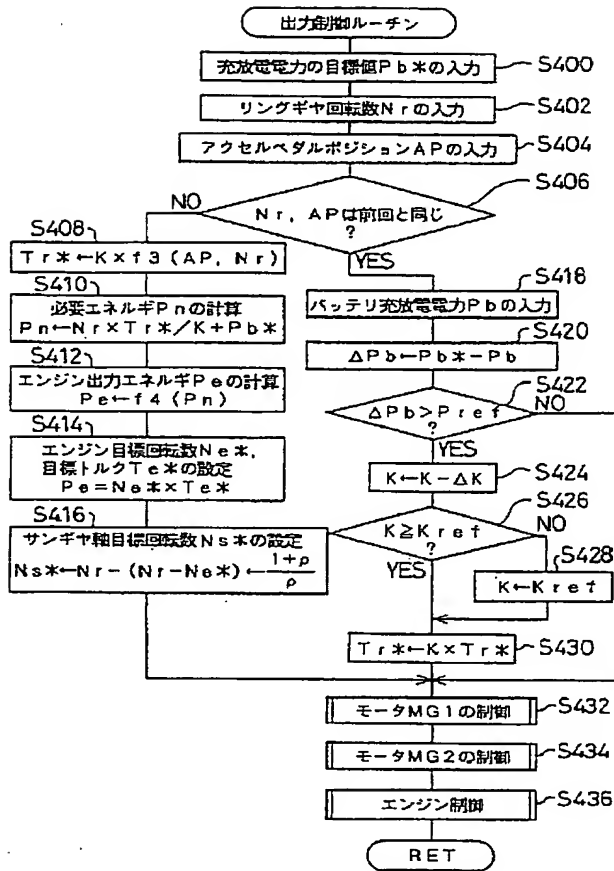 出力制御ルーチン
充放電電力の目標値Pb*の入力
S400
リングギヤ回転数Nrの入力
S402
アクセルペダルポジションAPの入力
S404
S406
Nr, APは前回と同じ
?
NO
YES
S408
Tr*←K×f3(AP, Nr)
S410
必要エネルギPnの計算
Pn←Nr×Tr*/K+Pb*
S412
エンジン出力エネルギPeの計算
Pe←f4(Pn)
S414
エンジン目標回転数Ne*,
目標トルクTe*の設定
Pe=Ne*×Te*
S416
サンギヤ軸目標回転数Ns*の設定
Ns*←Nr-(Nr-Ne*)←1+ρ/ρ
S418
バッテリ充放電電力Pbの入力
S420
ΔPb←Pb*-Pb
S422
ΔPb>Pref
?
NO
YES
S424
K←K-ΔK
S426
K≧Kref
?
NO
YES
S428
K←Kref
Tr*←K×Tr*
S430
モータMG1の制御
S432
モータMG2の制御
S434
エンジン制御
S436
RET